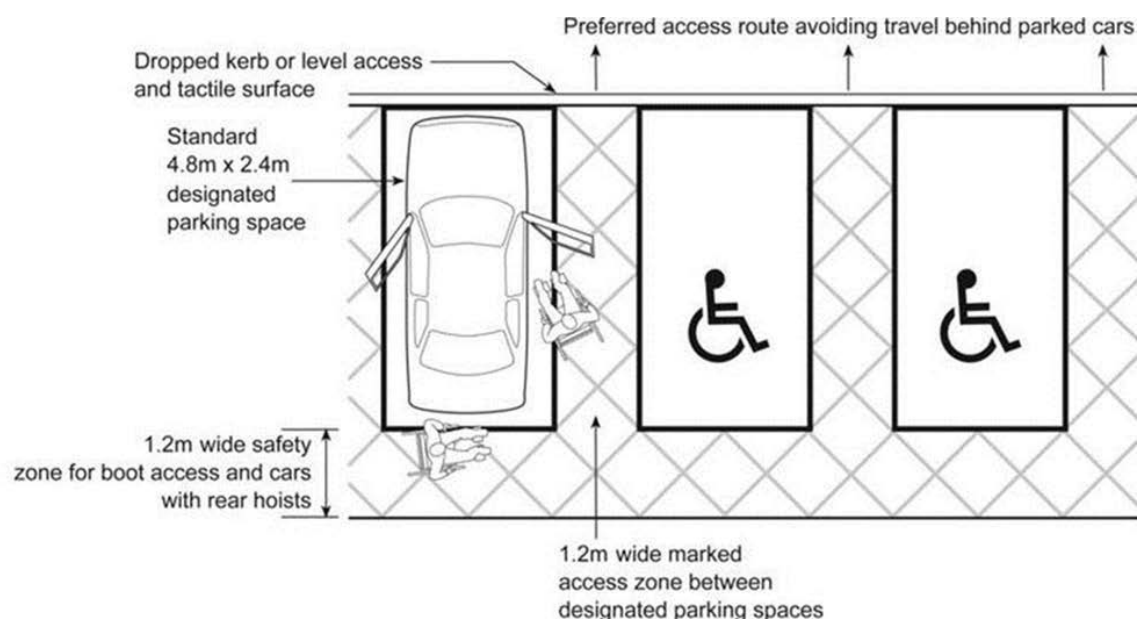 Preferred access route avoiding travel behind parked cars
Dropped kerb or level access
and tactile surface
Standard
4.8m x 2.4m
designated
parking space
1.2m wide safety
zone for boot access and cars
with rear hoists
1.2m wide marked
access zone between
designated parking spaces